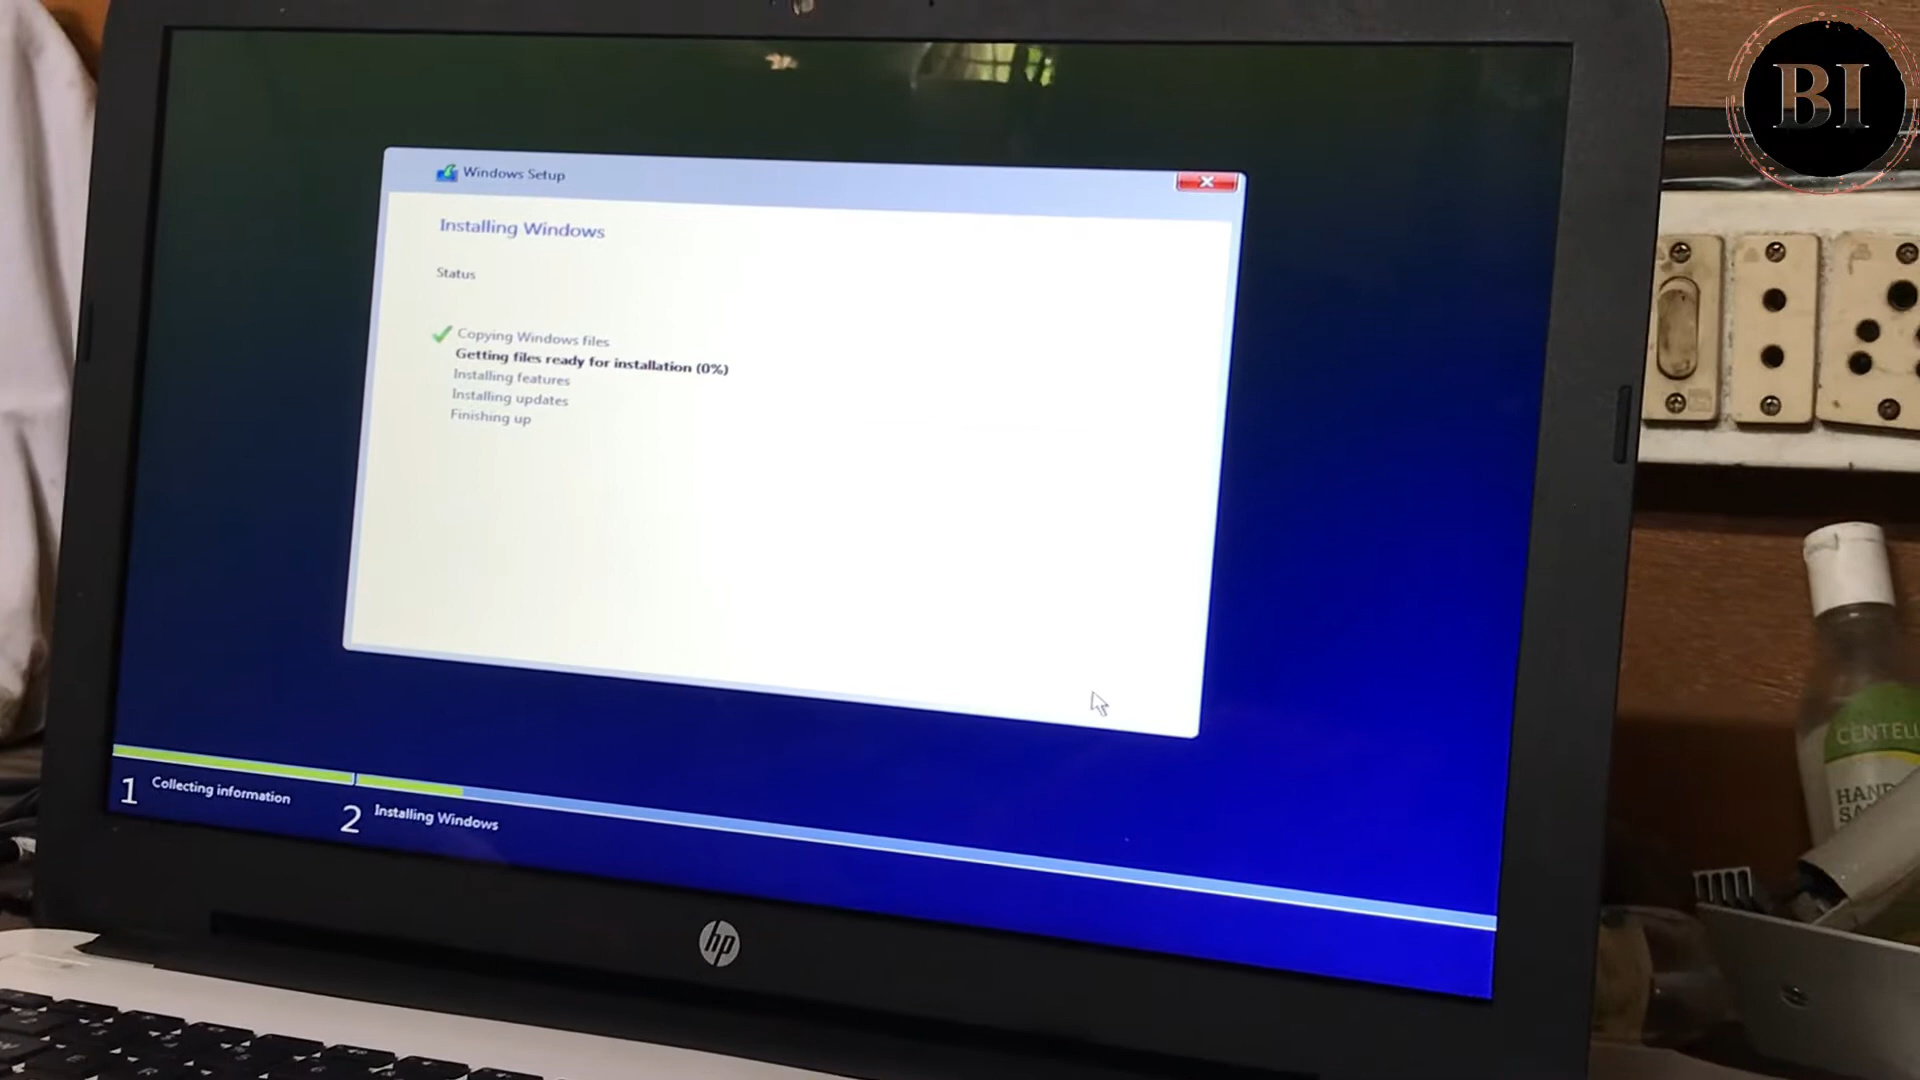 BI
Windows Setup
Installing Windows
Status
Copying Windows files
Getting files ready for installation (0%)
Installing features
Installing updates
Finishing up
1 Collecting information
2 Installing Windows
hp
CENTELL
HAND